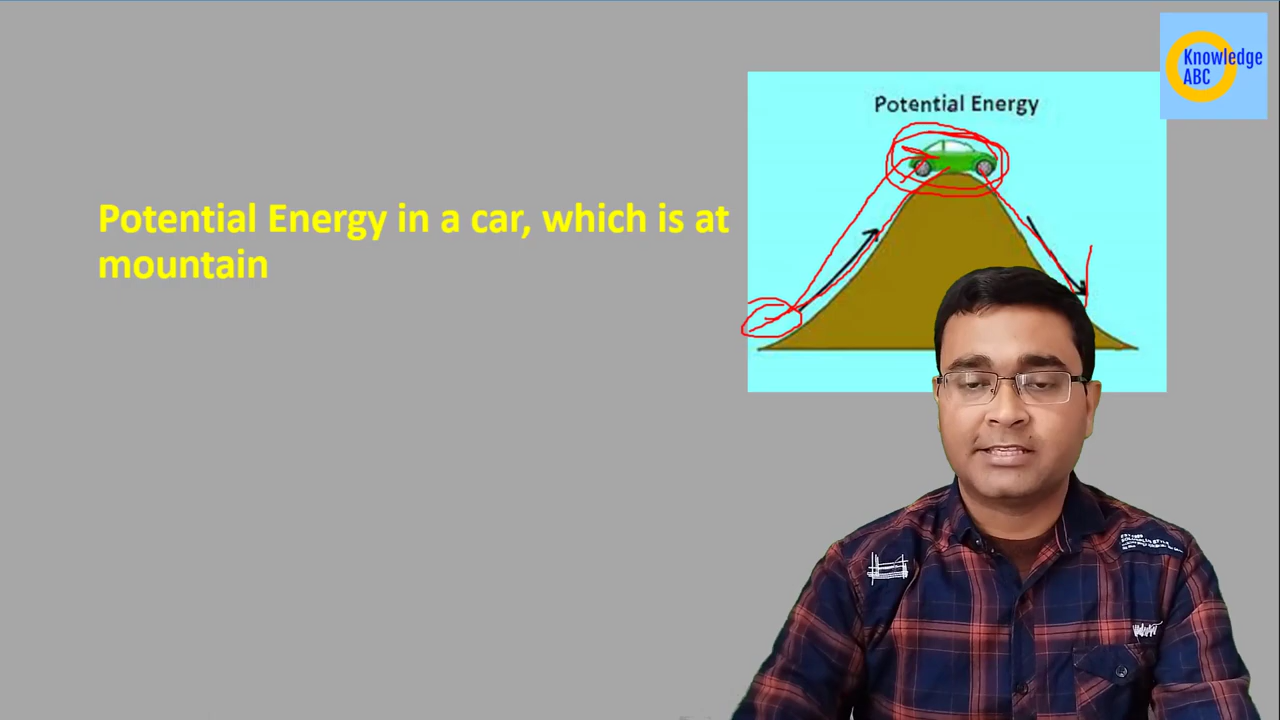 Knowledge
ABC
Potential Energy
Potential Energy in a car, which is at
mountain